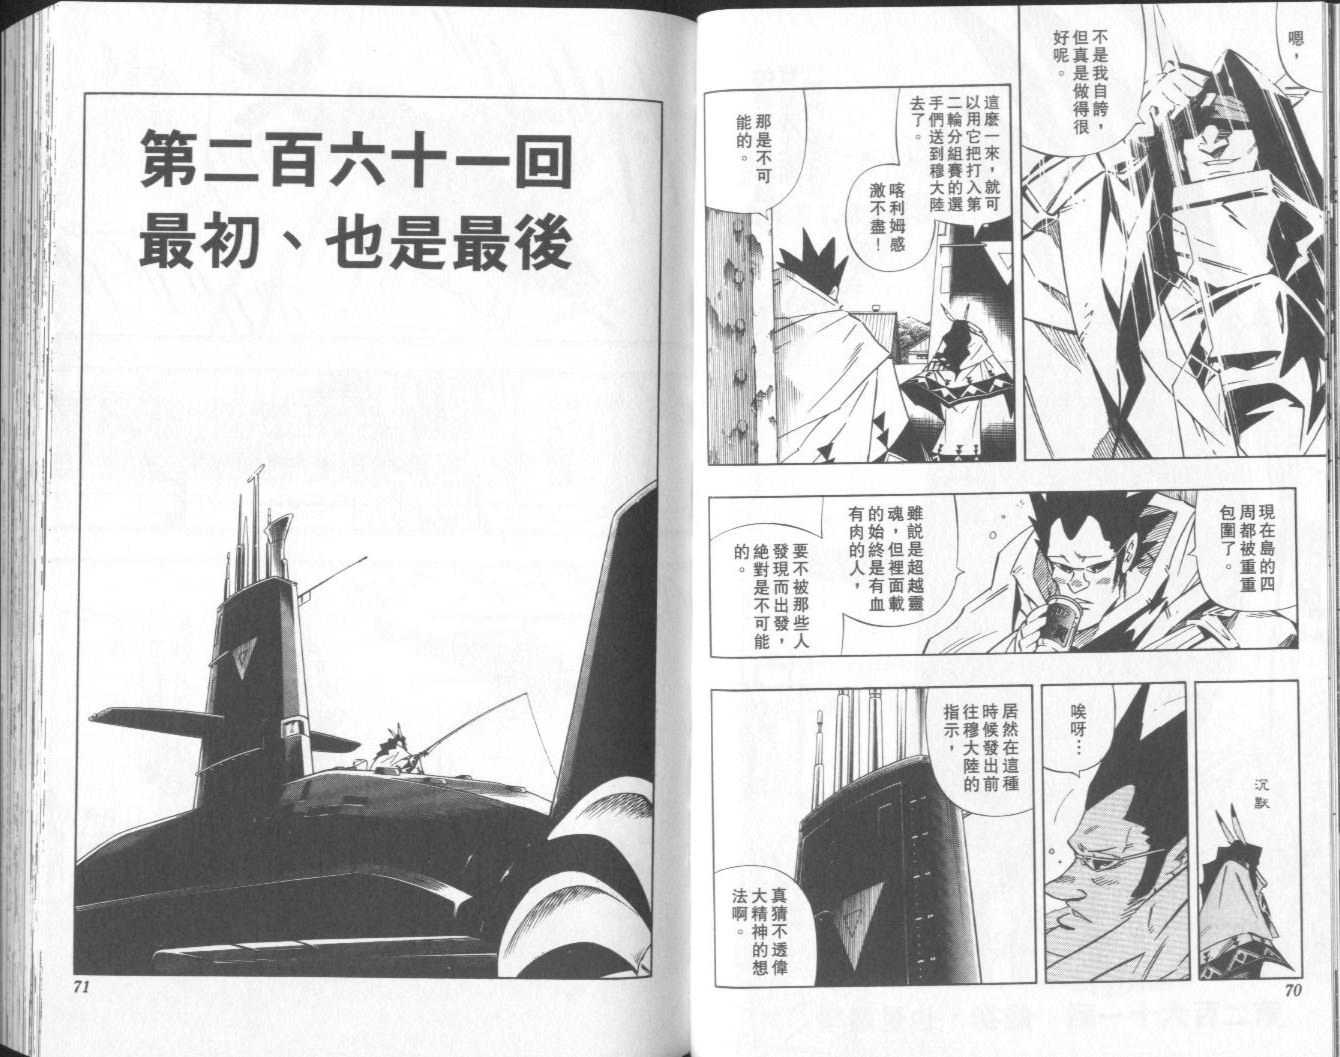 嗯，
不是我自誇，
但真是做得很
好呢。
這麼一來，就可
以用它把打入第
二輪分組賽的選
手們送到穆大陸
去了。
喀利姆感
激不盡！
那是不可
能的。
現在島的四
周都被重重
包圍了。
雖說是超越靈
魂，但裡面載
的始終是有血
有肉的人，
要不被那些人
發現而出發，
絕對是不可能
的。
沉默
唉呀…
居然在這種
時候發出前
往穆大陸的
指示，
真猜不透偉
大精神的想
法啊。
70
第二百六十一回
最初、也是最後
71